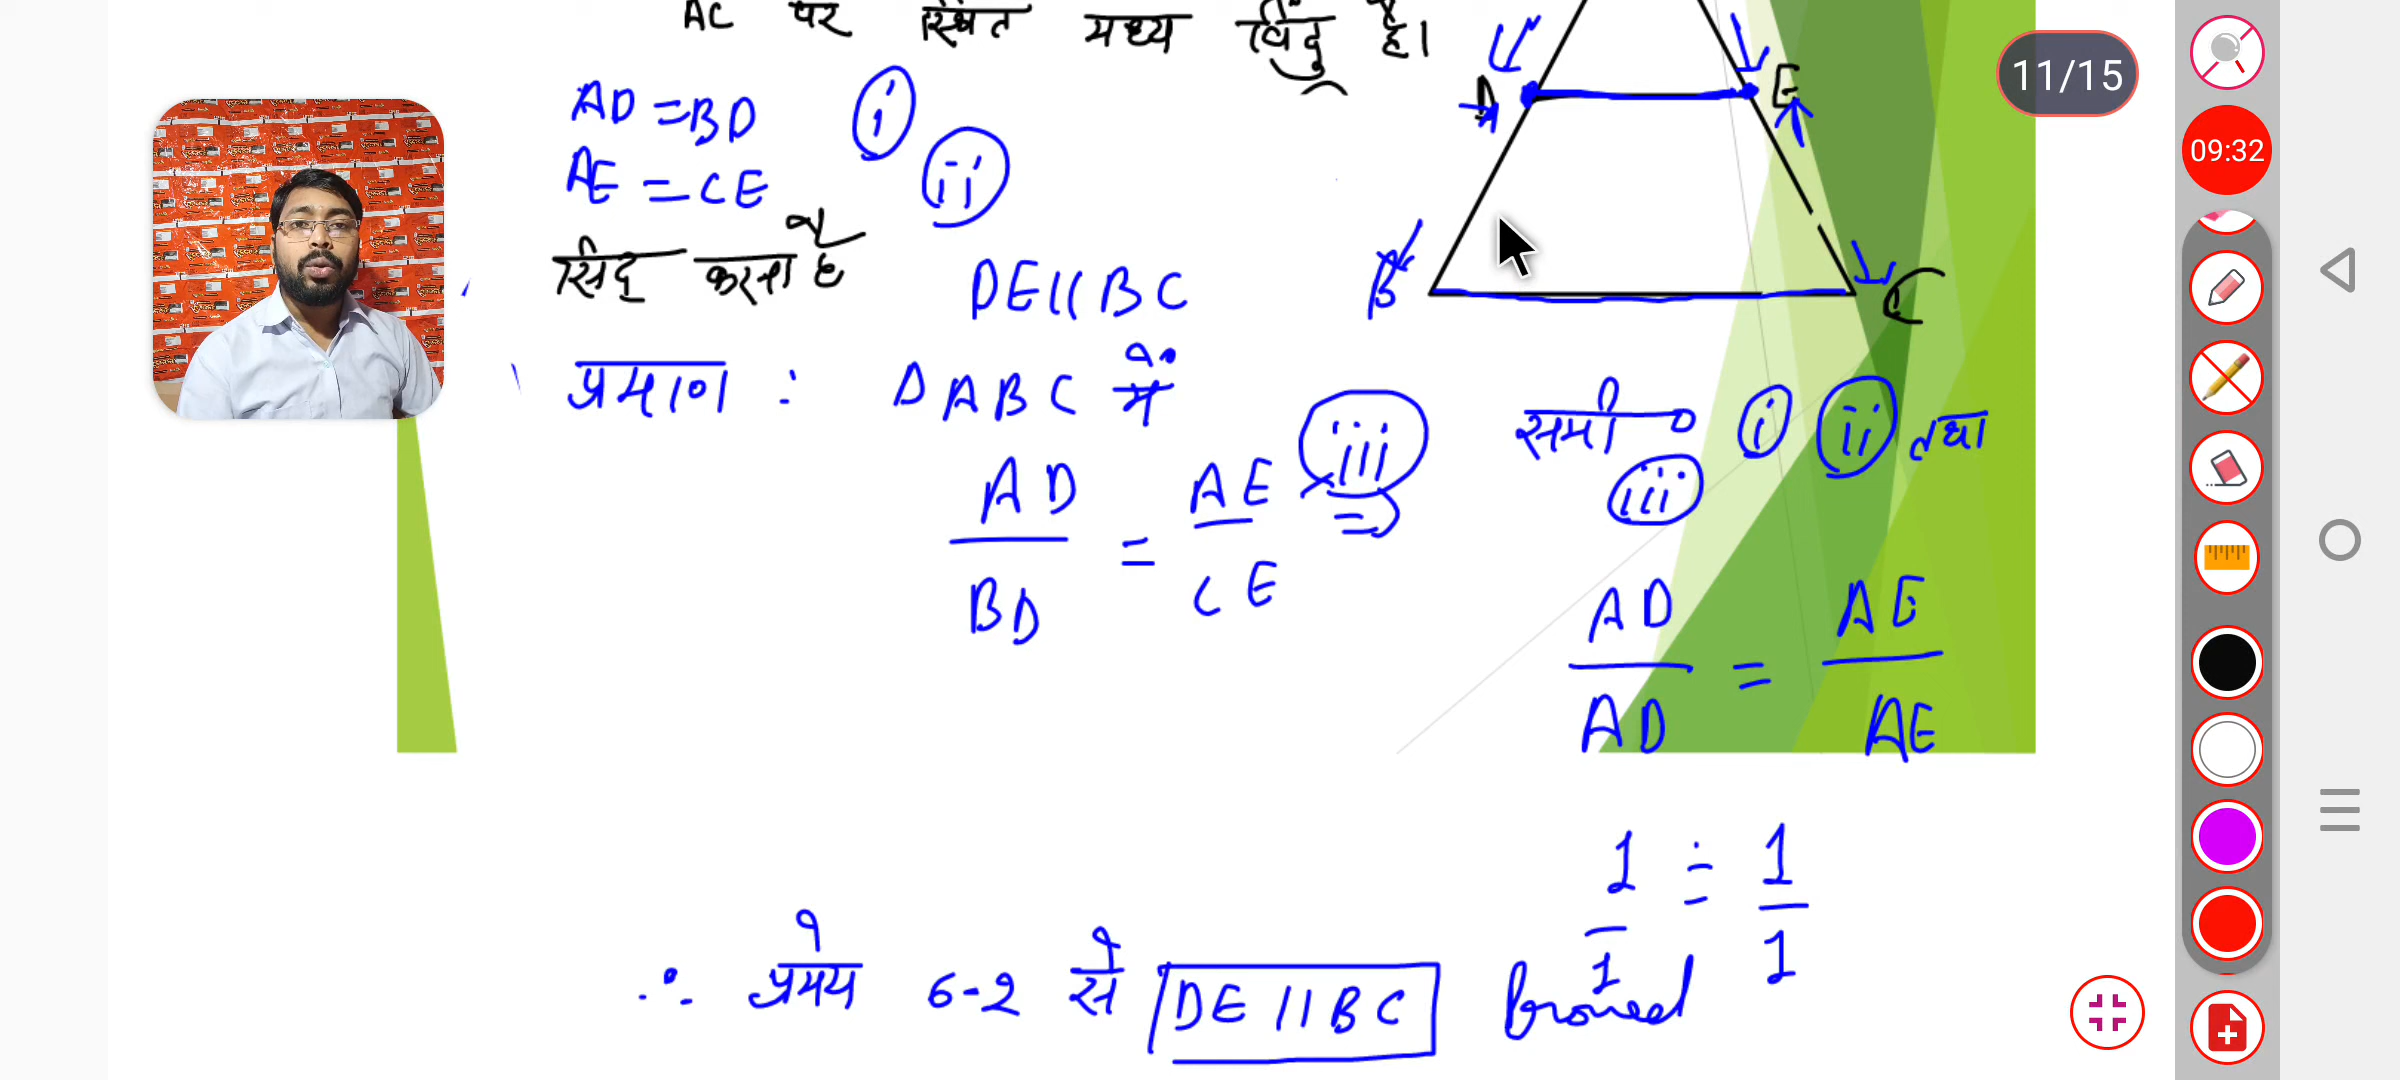 AC पर स्थित मध्य बिंदु है।
AD = BD (i)
AE = CE (ii)
सिद्ध करना है
DE || BC
प्रमाण : Δ ABC में
AD/BD = AE/CE (iii)
समी० (i) (ii) तथा
(iii)
AD/AD = AE/AE
1/1 = 1/1
∴ प्रमेय 6-2 से DE || BC Proved
A
D E
B C
11/15
09:32